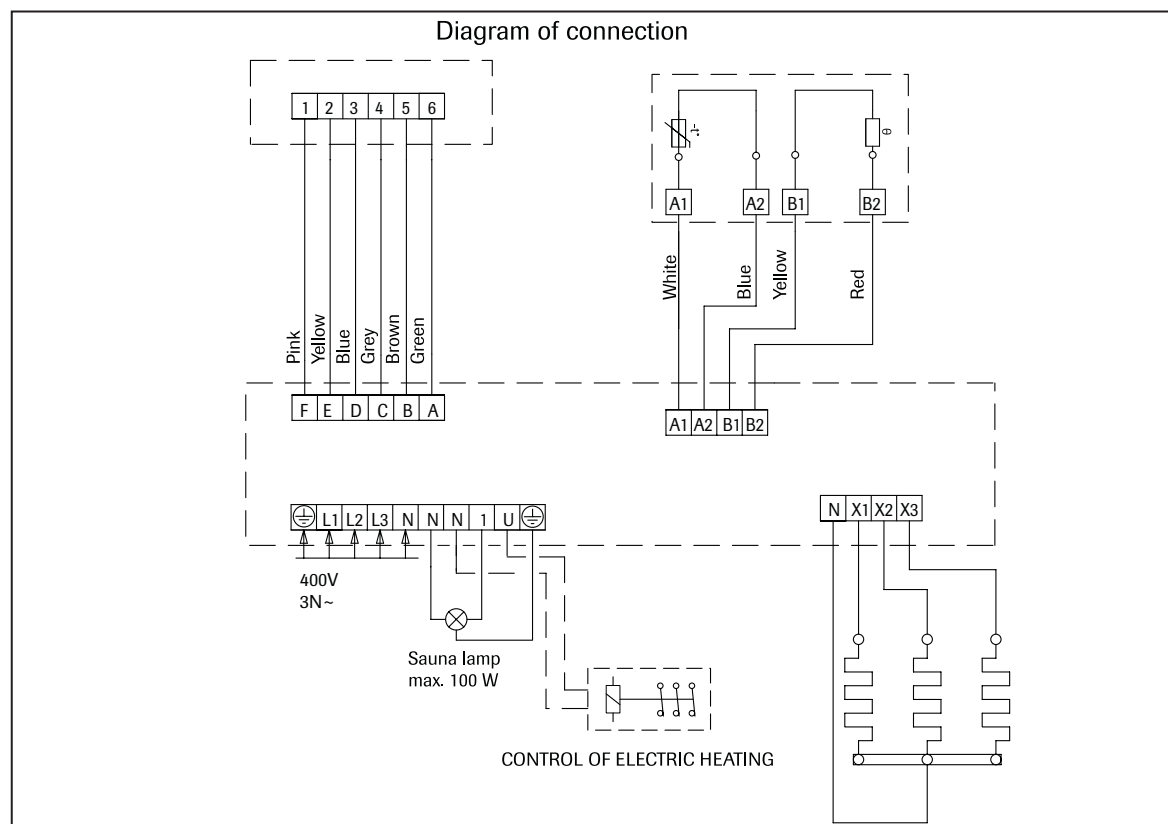 Diagram of connection
1 2 3 4 5 6
A1 A2 B1 B2
White
Blue
Yellow
Red
Pink
Yellow
Blue
Grey
Brown
Green
F E D C B A
A1 A2 B1 B2
L1 L2 L3 N N N 1 U
N X1 X2 X3
400V
3N~
Sauna lamp
max. 100 W
CONTROL OF ELECTRIC HEATING